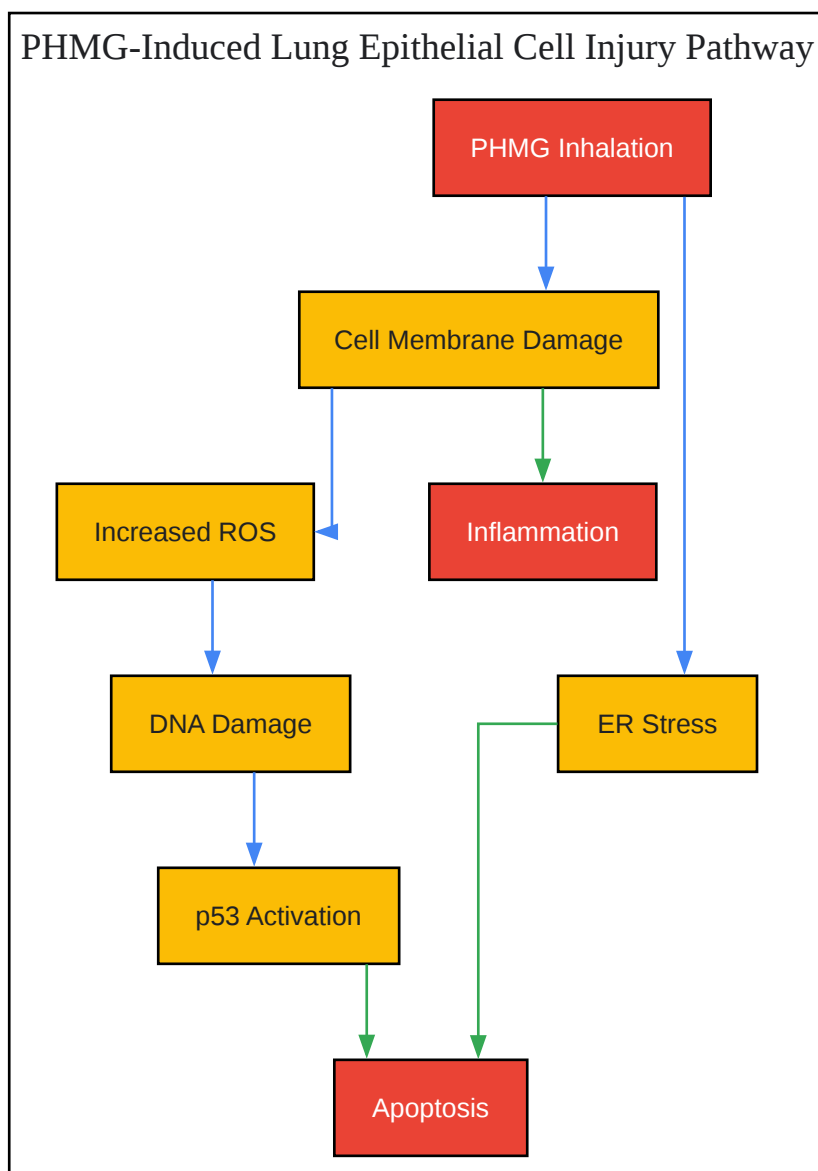 PHMG-Induced Lung Epithelial Cell Injury Pathway
PHMG Inhalation
Cell Membrane Damage
Increased ROS
Inflammation
DNA Damage
ER Stress
p53 Activation
Apoptosis